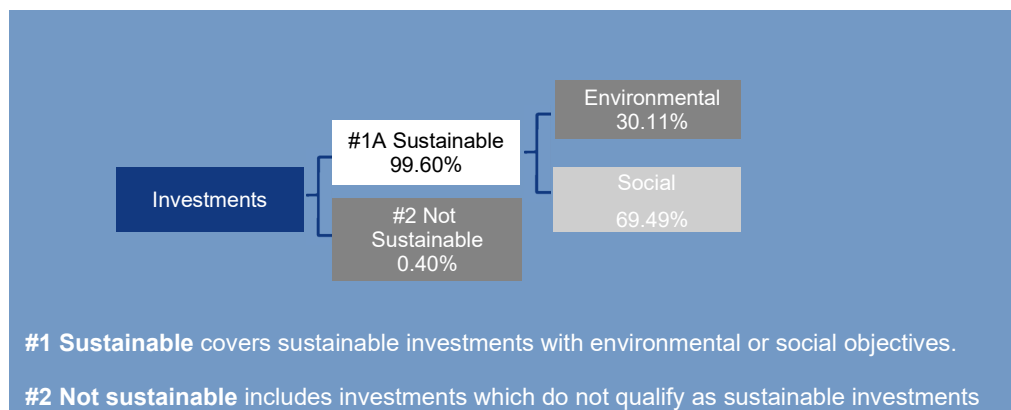 Investments
#1A Sustainable
99.60%
#2 Not
Sustainable
0.40%
Environmental
30.11%
Social
69.49%
#1 Sustainable covers sustainable investments with environmental or social objectives.
#2 Not sustainable includes investments which do not qualify as sustainable investments